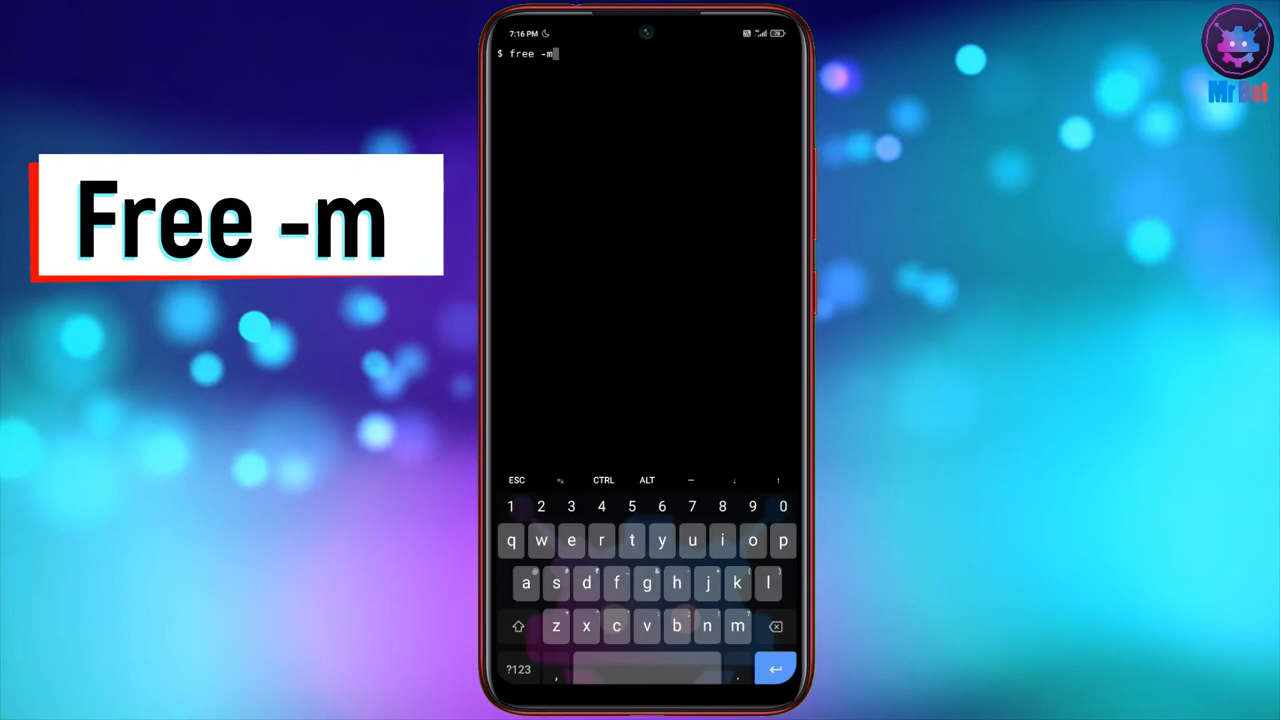 Free -m
Mr Bot
7:16 PM
$ free -m
ESC CTRL ALT – ↓ ↑
1 2 3 4 5 6 7 8 9 0
q w e r t y u i o p
a s d f g h j k l
z x c v b n m
?123 , .